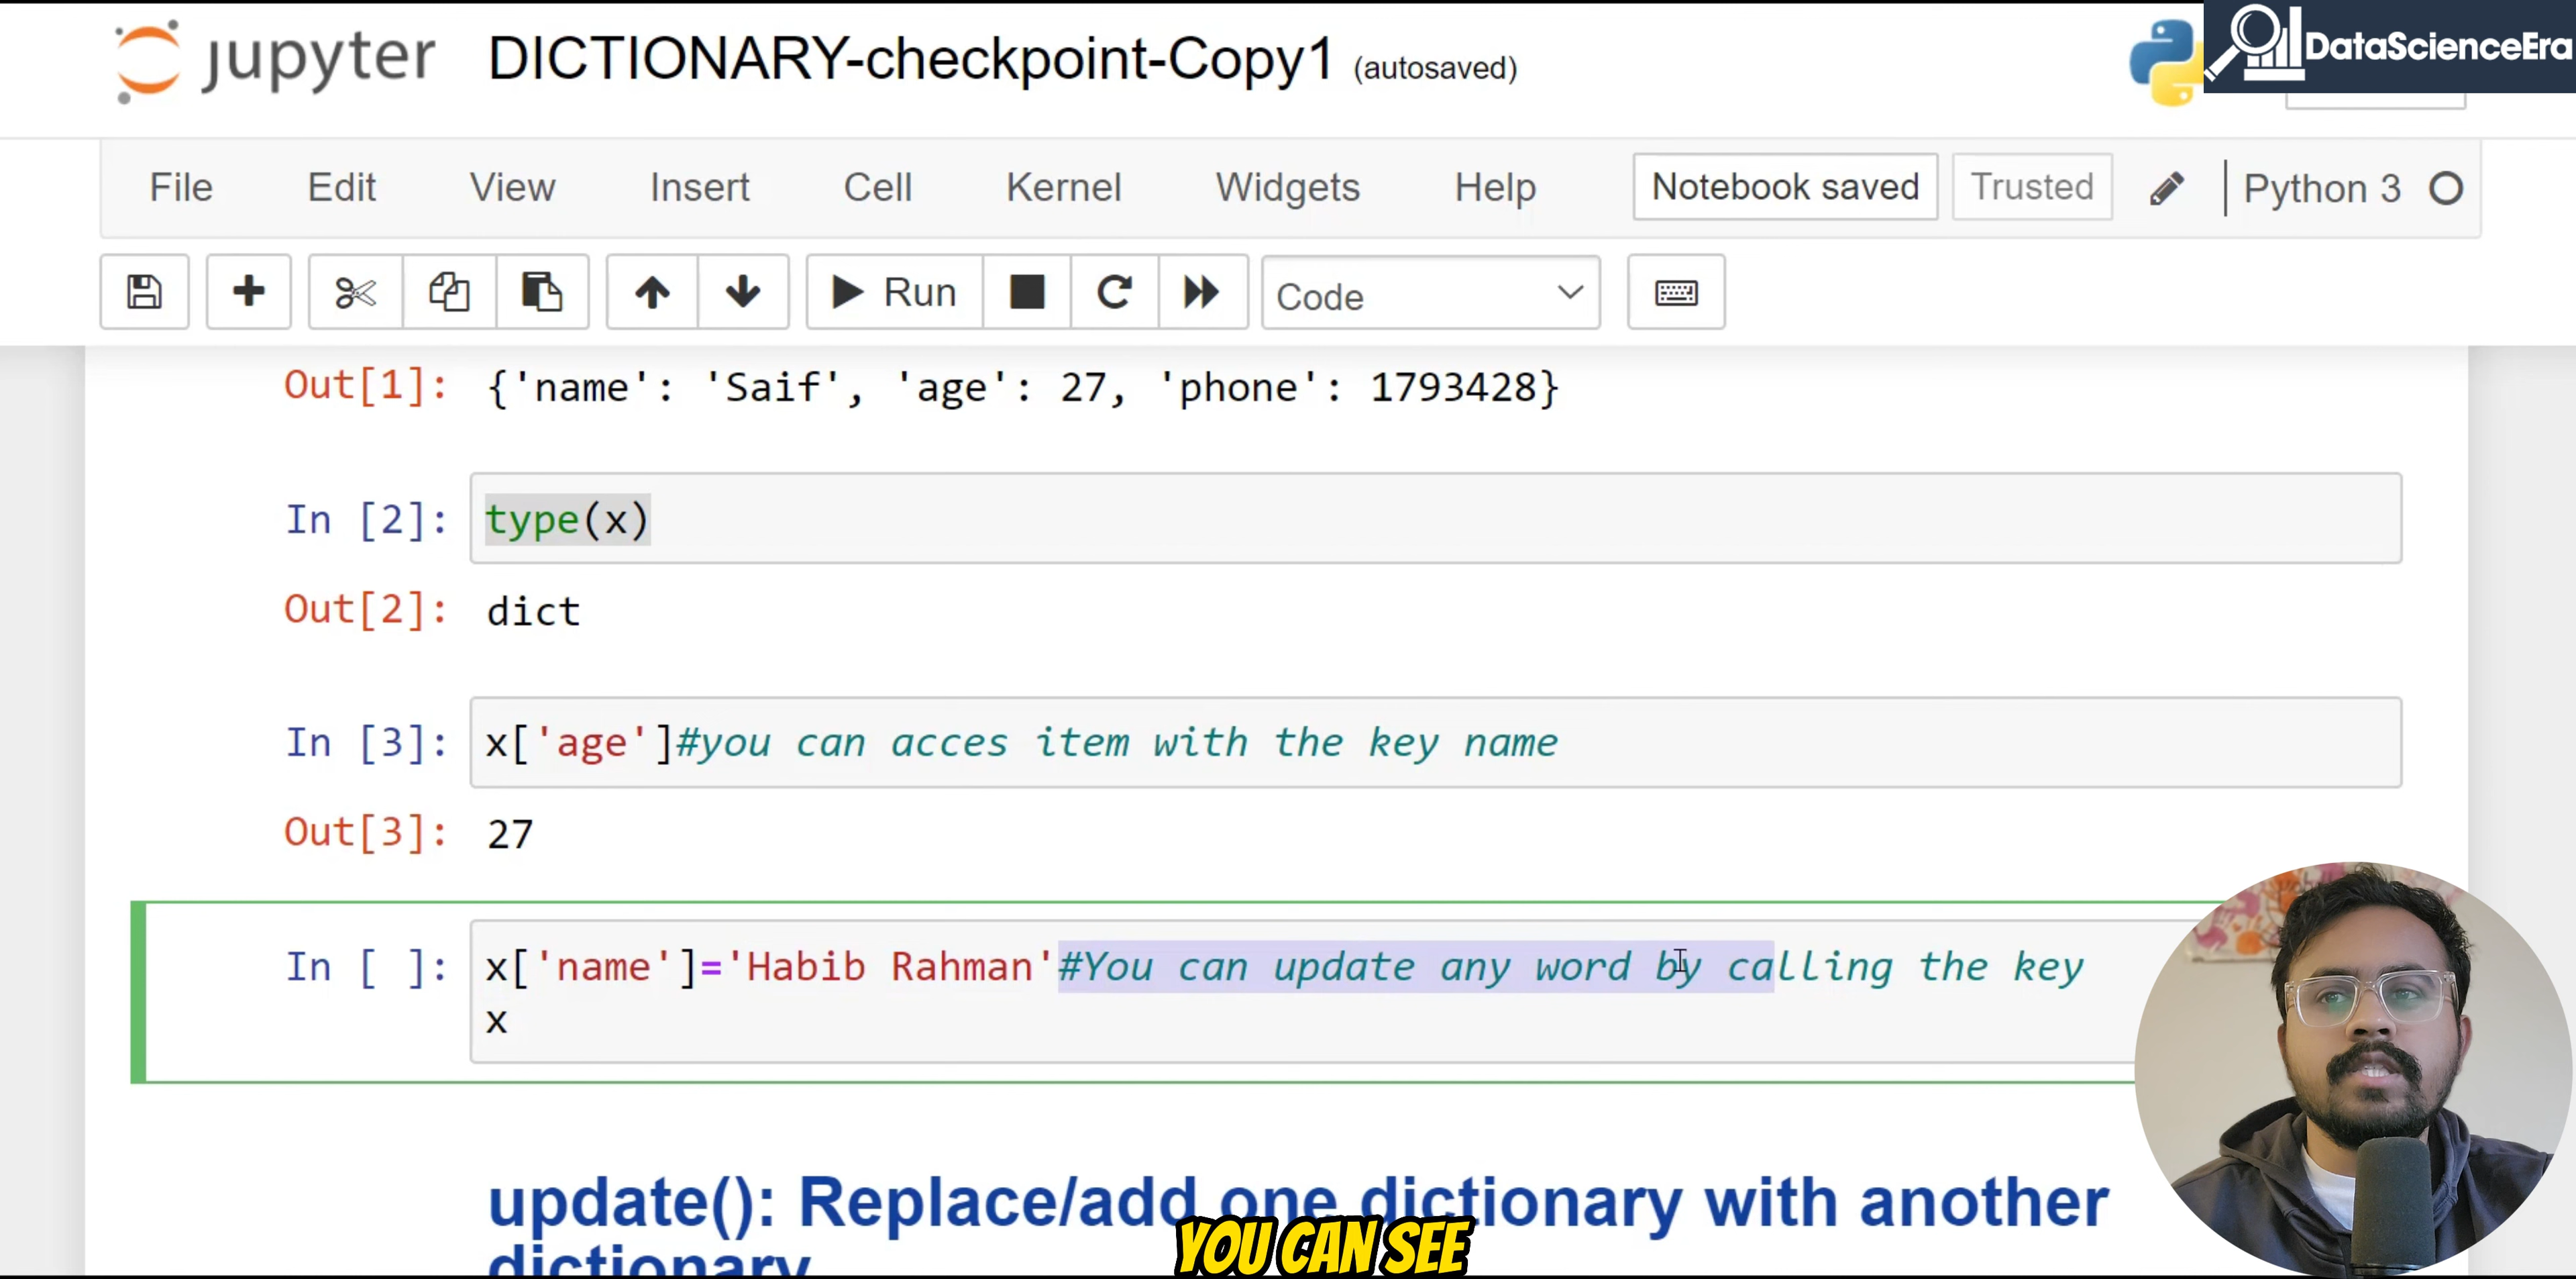 jupyter DICTIONARY-checkpoint-Copy1 (autosaved)
DataScienceEra
File Edit View Insert Cell Kernel Widgets Help Notebook saved Trusted Python 3
Run Code
Out[1]: {'name': 'Saif', 'age': 27, 'phone': 1793428}
In [2]: type(x)
Out[2]: dict
In [3]: x['age']#you can acces item with the key name
Out[3]: 27
In [ ]: x['name']='Habib Rahman'#You can update any word by calling the key
x
update(): Replace/add one dictionary with another
dictionary
YOU CAN SEE